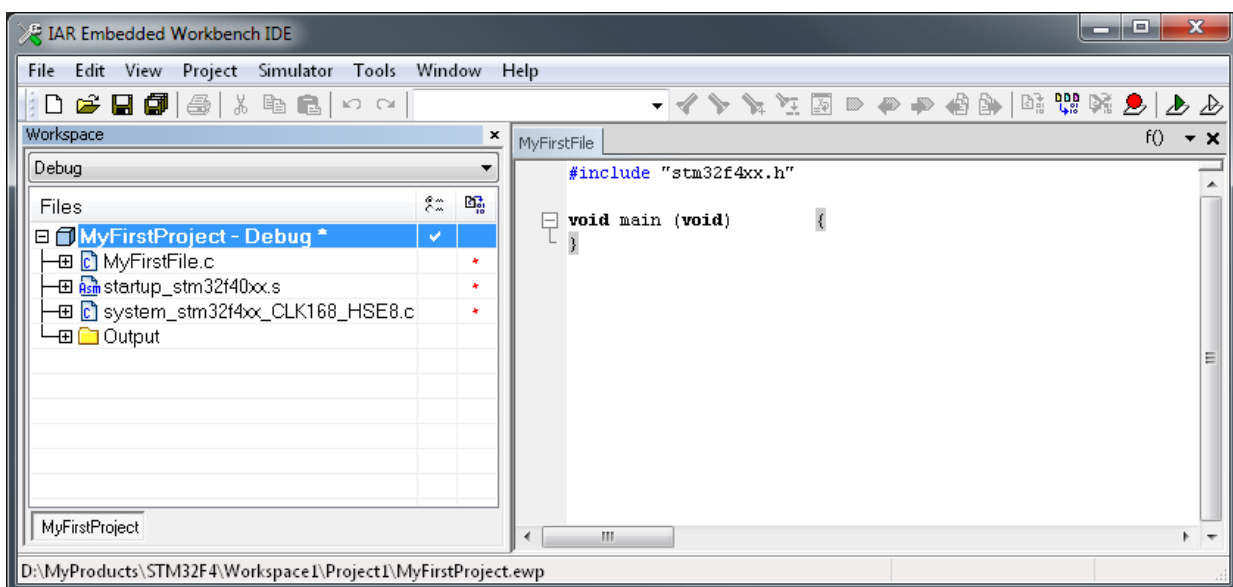 IAR Embedded Workbench IDE
File Edit View Project Simulator Tools Window Help
Workspace
Debug
Files
MyFirstProject - Debug *
MyFirstFile.c
startup_stm32f40xx.s
system_stm32f4xx_CLK168_HSE8.c
Output
MyFirstProject
MyFirstFile
f()
#include "stm32f4xx.h"
void main (void) {
}
D:\MyProducts\STM32F4\Workspace1\Project1\MyFirstProject.ewp